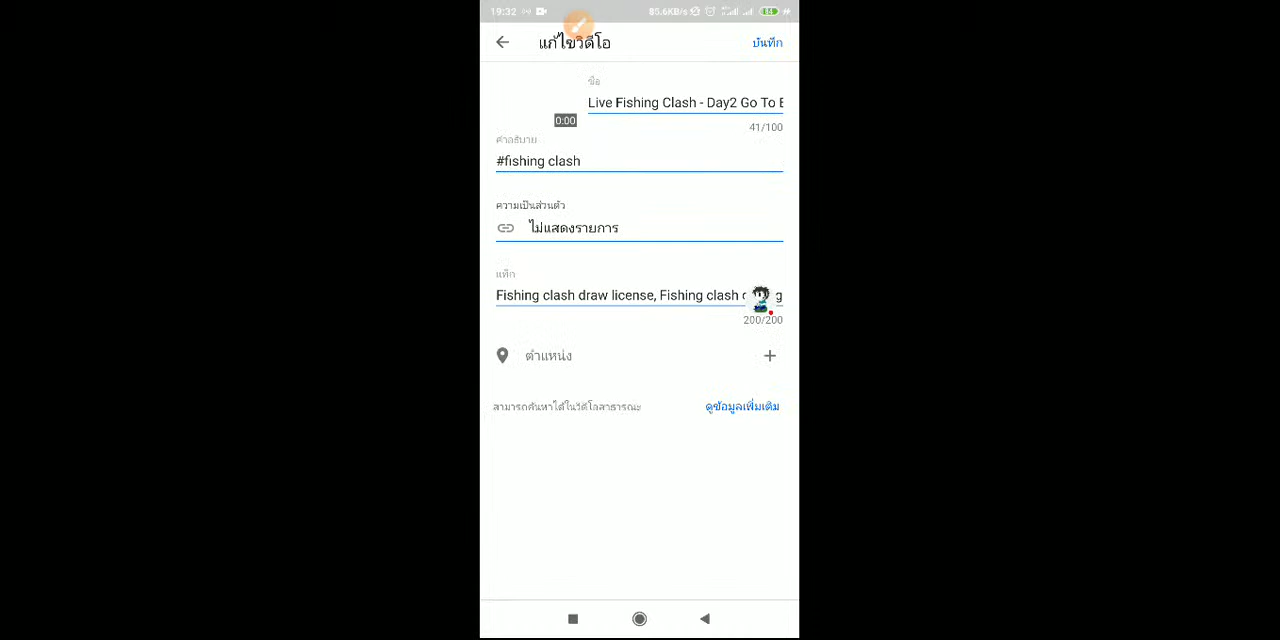 19:32
85.6KB/s
84
แก้ไขวิดีโอ
บันทึก
ชื่อ
Live Fishing Clash - Day2 Go To
0:00
41/100
คำอธิบาย
#fishing clash
ความเป็นส่วนตัว
ไม่แสดงรายการ
แท็ก
Fishing clash draw license, Fishing clash
200/200
ตำแหน่ง
สามารถค้นหาได้ในวิดีโอสาธารณะ
ดูข้อมูลเพิ่มเติม